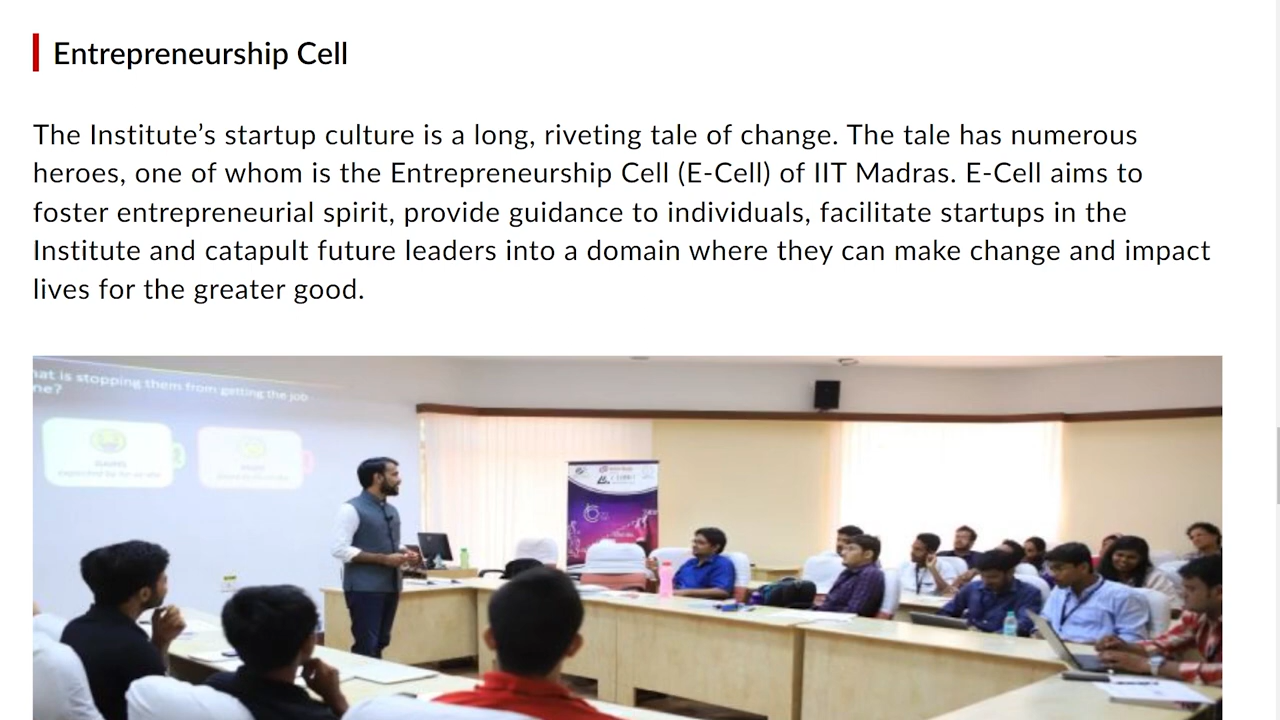 Entrepreneurship Cell
The Institute’s startup culture is a long, riveting tale of change. The tale has numerous
heroes, one of whom is the Entrepreneurship Cell (E-Cell) of IIT Madras. E-Cell aims to
foster entrepreneurial spirit, provide guidance to individuals, facilitate startups in the
Institute and catapult future leaders into a domain where they can make change and impact
lives for the greater good.
hat is stopping them from getting the job
ne?